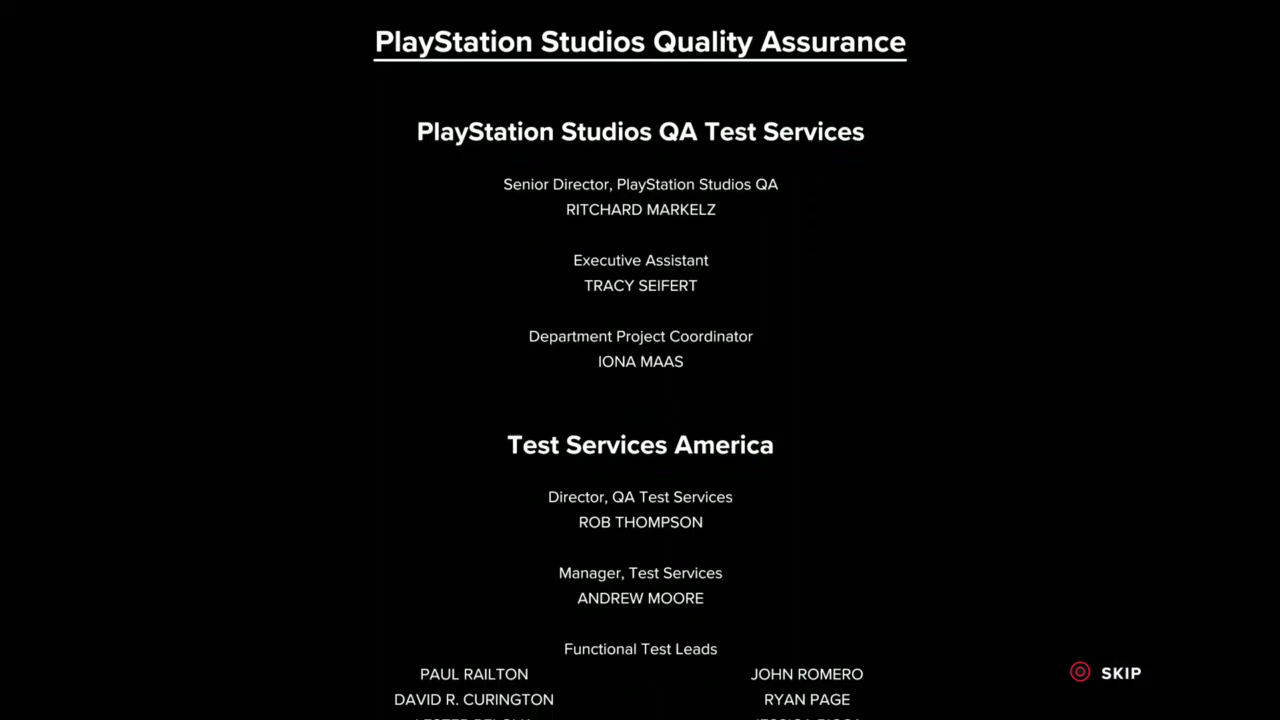 PlayStation Studios Quality Assurance
PlayStation Studios QA Test Services
Senior Director, PlayStation Studios QA
RITCHARD MARKELZ
Executive Assistant
TRACY SEIFERT
Department Project Coordinator
IONA MAAS
Test Services America
Director, QA Test Services
ROB THOMPSON
Manager, Test Services
ANDREW MOORE
Functional Test Leads
PAUL RAILTON JOHN ROMERO
SKIP
DAVID R. CURINGTON RYAN PAGE